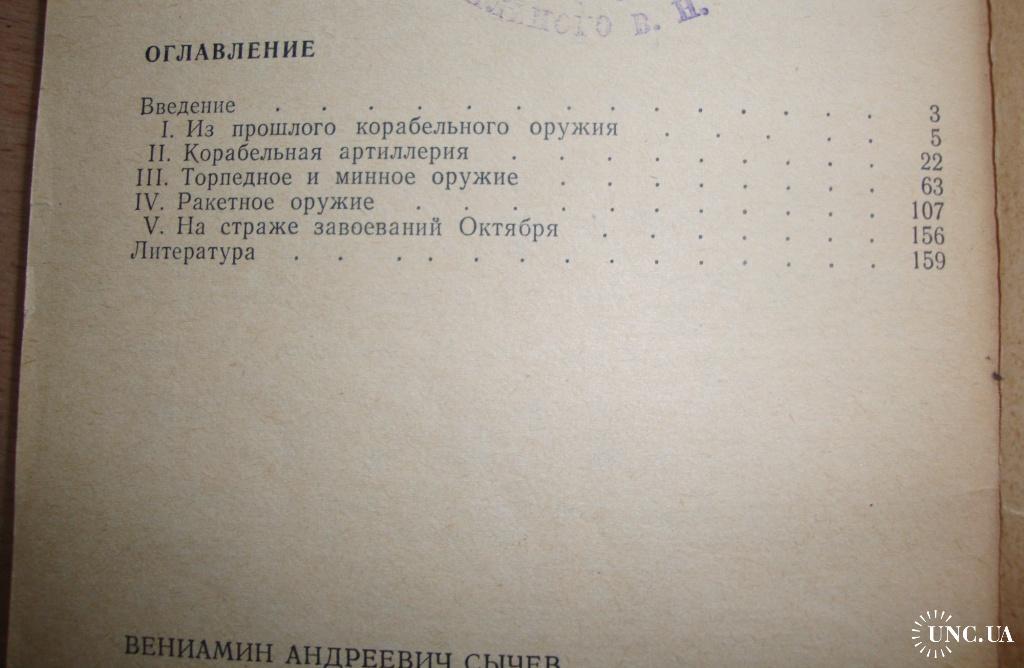 В. Н.
ОГЛАВЛЕНИЕ
Введение . . . . . . . . . . . . . . 3
I. Из прошлого корабельного оружия . . . . . 5
II. Корабельная артиллерия . . . . . . . . 22
III. Торпедное и минное оружие . . . . . . . 63
IV. Ракетное оружие . . . . . . . . . . . 107
V. На страже завоеваний Октября . . . . . . 156
Литература . . . . . . . . . . . . . 159
ВЕНИАМИН АНДРЕЕВИЧ СЫЧЕВ
UNC.UA